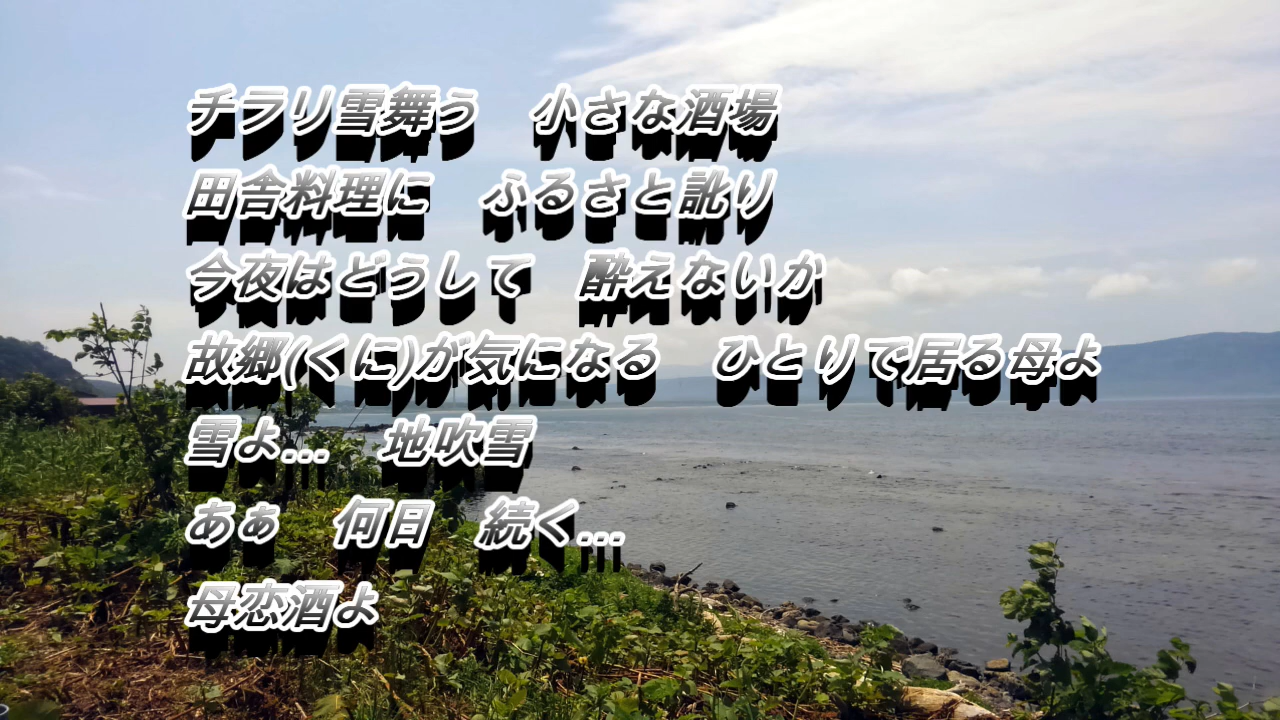 チラリ雪舞う　小さな酒場
田舎料理に　ふるさと訛り
今夜はどうして　酔えないか
故郷(くに)が気になる　ひとりで居る母よ
雪よ…　地吹雪
あぁ　何日　続く…
母恋酒よ